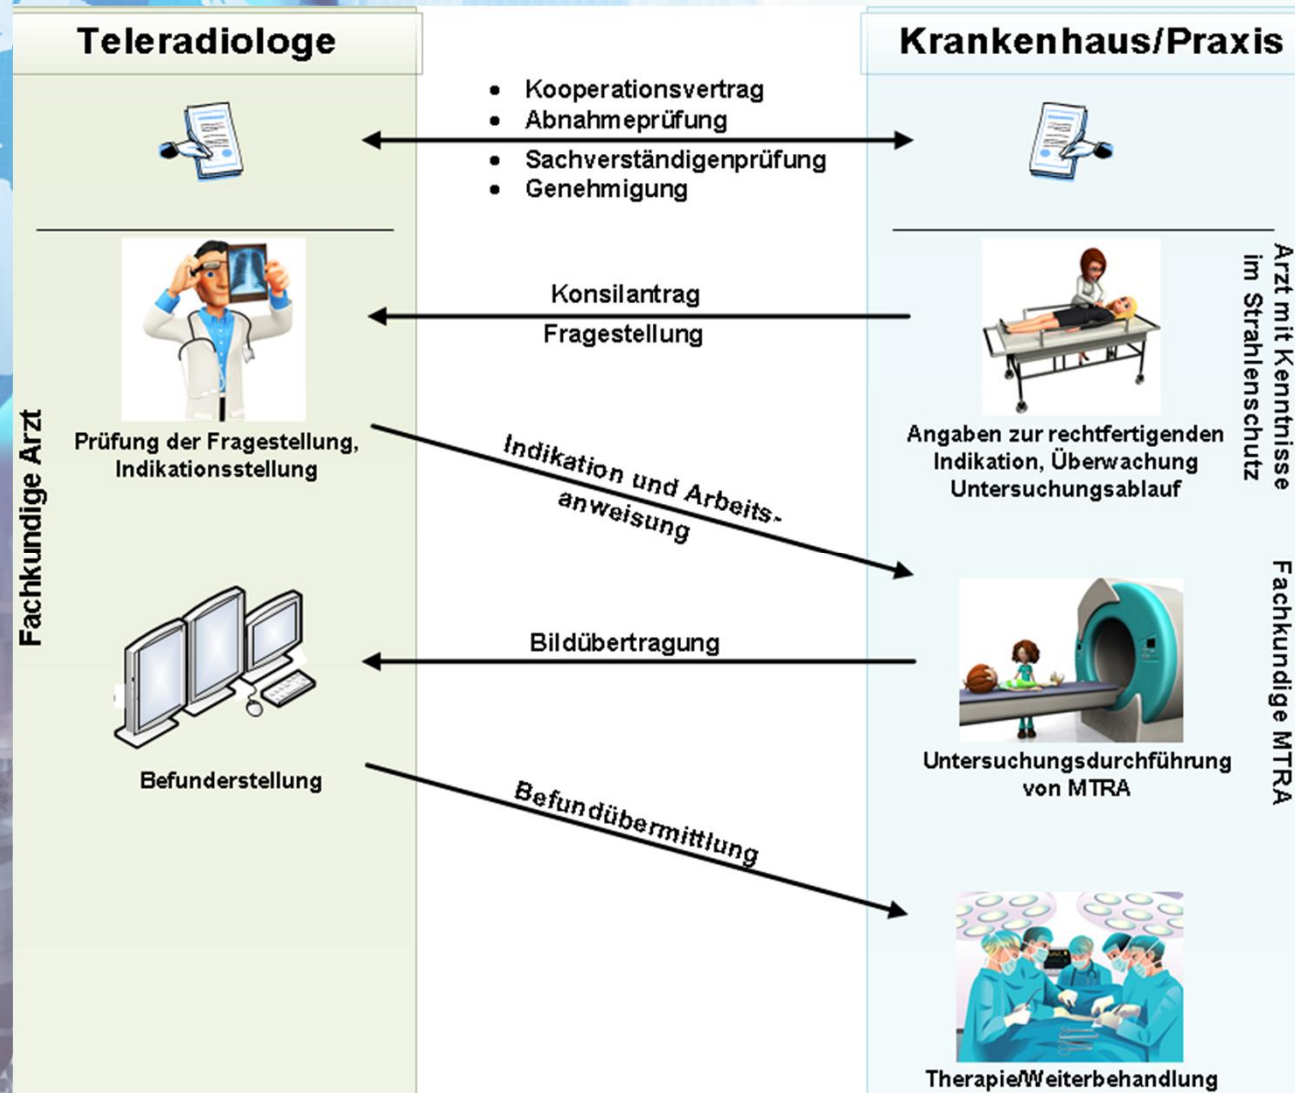 Teleradiologe
Krankenhaus/Praxis
• Kooperationsvertrag
• Abnahmeprüfung
• Sachverständigenprüfung
• Genehmigung
Fachkundige Arzt
Prüfung der Fragestellung,
Indikationsstellung
Konsilantrag
Fragestellung
Angaben zur rechtfertigenden
Indikation, Überwachung
Untersuchungsablauf
Arzt mit Kenntnisse
im Strahlenschutz
Indikation und Arbeits-
anweisung
Bildübertragung
Untersuchungsdurchführung
von MTRA
Fachkundige MTRA
Befunderstellung
Befundübermittlung
Therapie/Weiterbehandlung